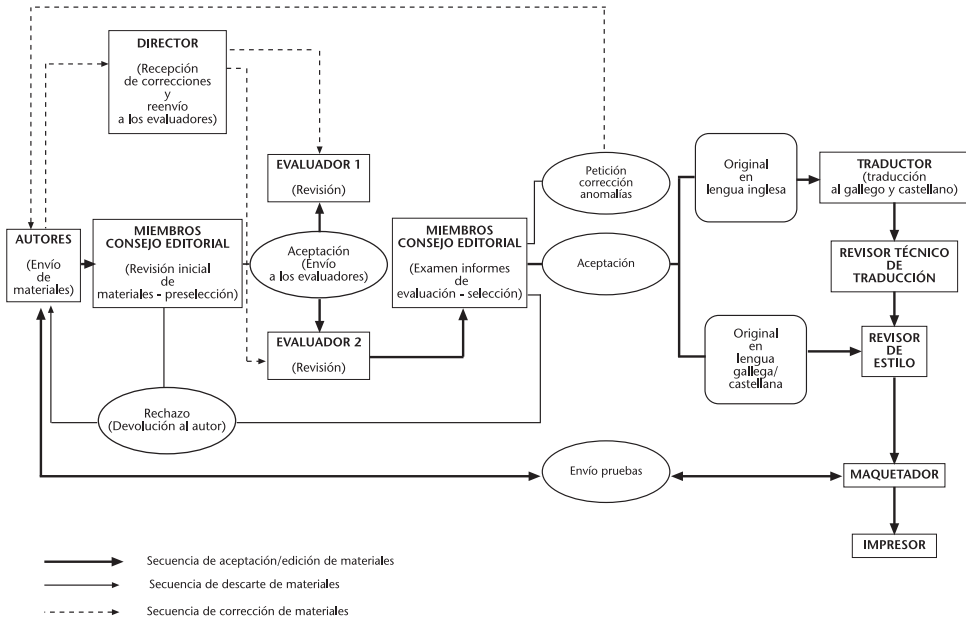 DIRECTOR
(Recepción
de correcciones
y
reenvío
a los evaluadores)
EVALUADOR 1
(Revisión)
AUTORES
(Envío
de
materiales)
MIEMBROS
CONSEJO EDITORIAL
(Revisión inicial
de
materiales - preselección)
Aceptación
(Envío
a los evaluadores)
EVALUADOR 2
(Revisión)
Rechazo
(Devolución al autor)
MIEMBROS
CONSEJO EDITORIAL
(Examen informes
de
evaluación - selección)
Petición
corrección
anomalías
Aceptación
Envío pruebas
Original
en
lengua inglesa
Original
en
lengua
gallega/
castellana
TRADUCTOR
(traducción
al gallego y castellano)
REVISOR TÉCNICO
DE
TRADUCCIÓN
REVISOR
DE
ESTILO
MAQUETADOR
IMPRESOR
Secuencia de aceptación/edición de materiales
Secuencia de descarte de materiales
Secuencia de corrección de materiales